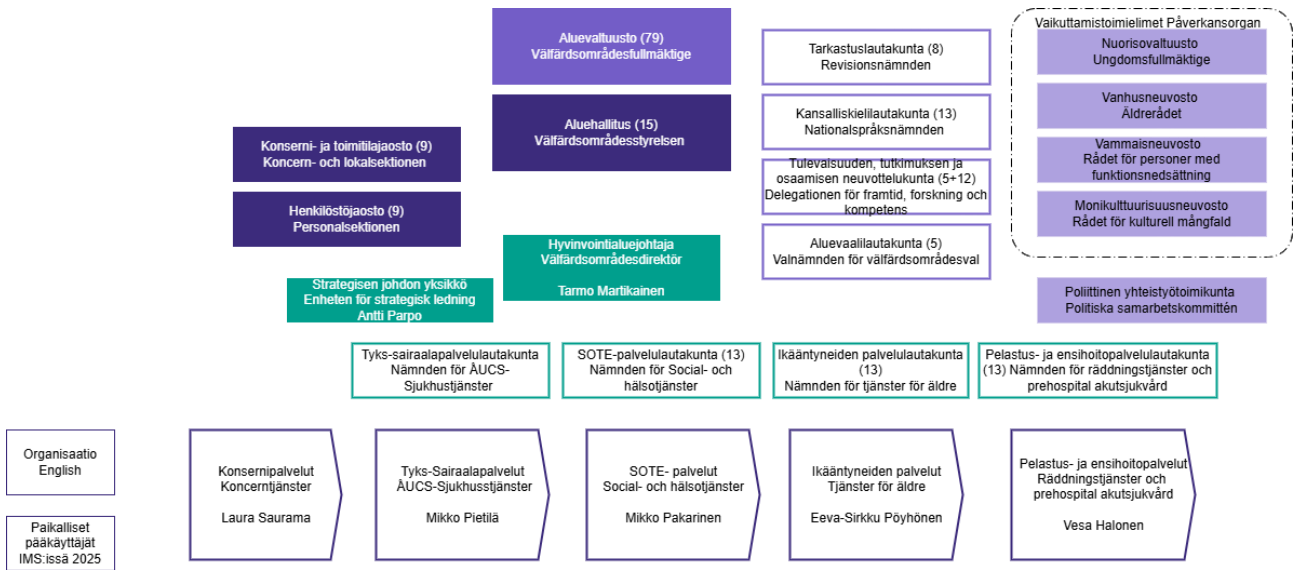 Aluevaltuusto (79)
Välfärdsområdesfullmäktige
Aluehallitus (15)
Välfärdsområdesstyrelsen
Konserni- ja toimitilajaosto (9)
Koncern- och lokalsektionen
Henkilöstöjaosto (9)
Personalsektionen
Hyvinvointialuejohtaja
Välfärdsområdesdirektör
Tarmo Martikainen
Strategisen johdon yksikkö
Enheten för strategisk ledning
Antti Parpo
Tarkastuslautakunta (8)
Revisionsnämnden
Kansalliskielilautakunta (13)
Nationalspråksnämnden
Tulevaisuuden, tutkimuksen ja
osaamisen neuvottelukunta (5+12)
Delegationen för framtid, forskning och
kompetens
Aluevaalilautakunta (5)
Valnämnden för välfärdsområdesval
Vaikuttamistoimielimet Påverkansorgan
Nuorisovaltuusto
Ungdomsfullmäktige
Vanhusneuvosto
Äldrerådet
Vammaisneuvosto
Rådet för personer med
funktionsnedsättning
Monikulttuurisuusneuvosto
Rådet för kulturell mångfald
Poliittinen yhteistyötoimikunta
Politiska samarbetskommittén
Tyks-sairaalapalvelulautakunta
Nämnden för ÅUCS-
Sjukhustjänster
SOTE-palvelulautakunta (13)
Nämnden för Social- och
hälsotjänster
Ikääntyneiden palvelulautakunta
(13)
Nämnden för tjänster för äldre
Pelastus- ja ensihoitopalvelulautakunta
(13) Nämnden för räddningstjänster och
prehospital akutsjukvård
Organisaatio
English
Paikalliset
pääkäyttäjät
IMS:issä 2025
Konsernipalvelut
Koncerntjänster
Laura Saurama
Tyks-Sairaalapalvelut
ÅUCS-Sjukhusstjänster
Mikko Pietilä
SOTE- palvelut
Social- och hälsotjänster
Mikko Pakarinen
Ikääntyneiden palvelut
Tjänster för äldre
Eeva-Sirkku Pöyhönen
Pelastus- ja ensihoitopalvelut
Räddningstjänster och
prehospital akutsjukvård
Vesa Halonen